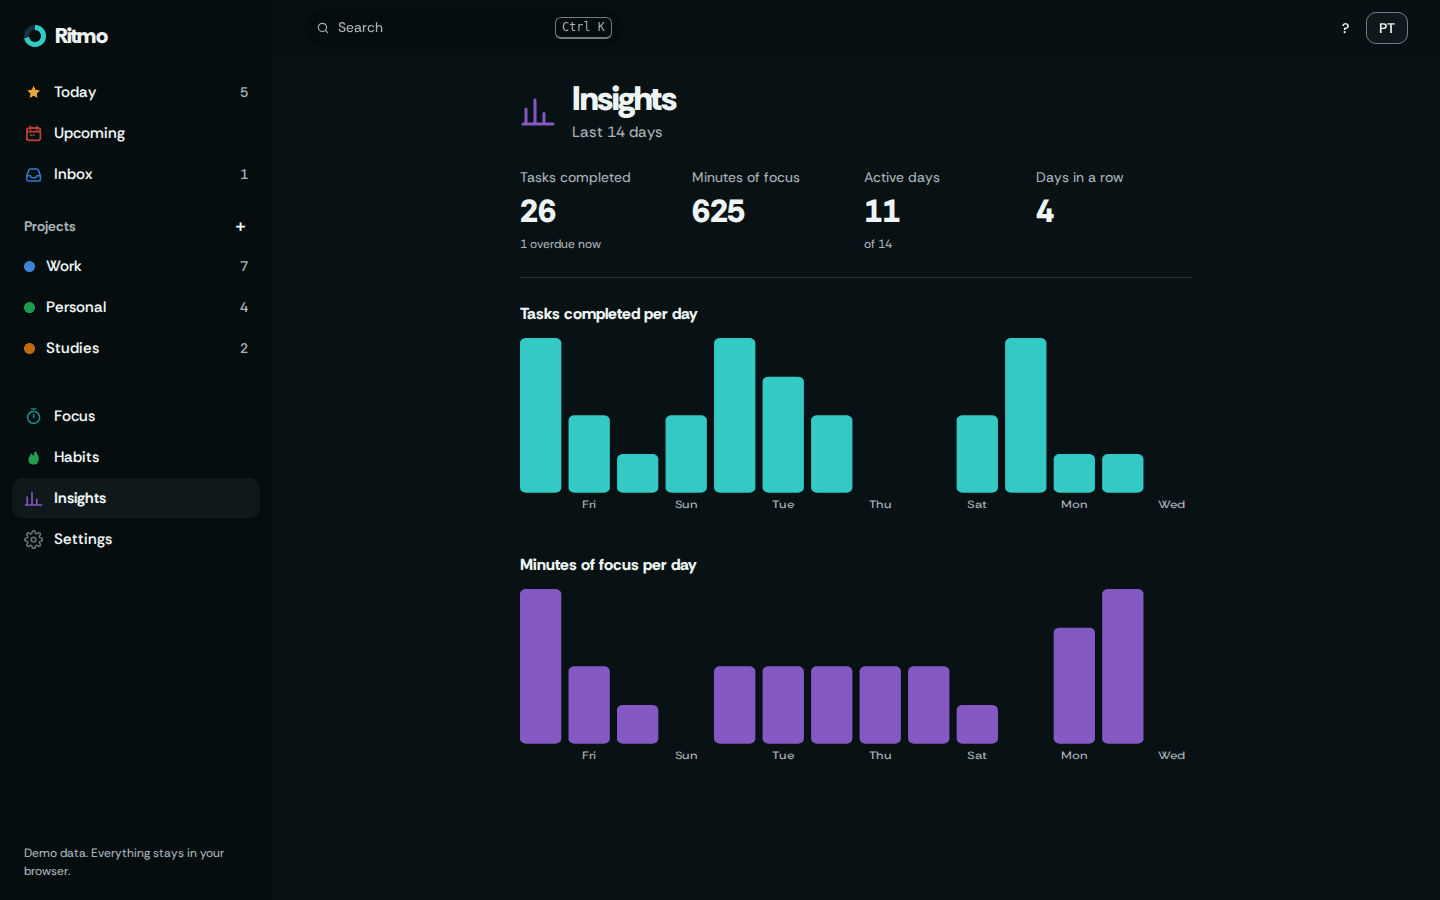 Ritmo
Search
Ctrl K
?
PT
Today
5
Upcoming
Inbox
1
Projects
+
Work
7
Personal
4
Studies
2
Focus
Habits
Insights
Settings
Demo data. Everything stays in your
browser.
Insights
Last 14 days
Tasks completed
26
1 overdue now
Minutes of focus
625
Active days
11
of 14
Days in a row
4
Tasks completed per day
Fri Sun Tue Thu Sat Mon Wed
Minutes of focus per day
Fri Sun Tue Thu Sat Mon Wed